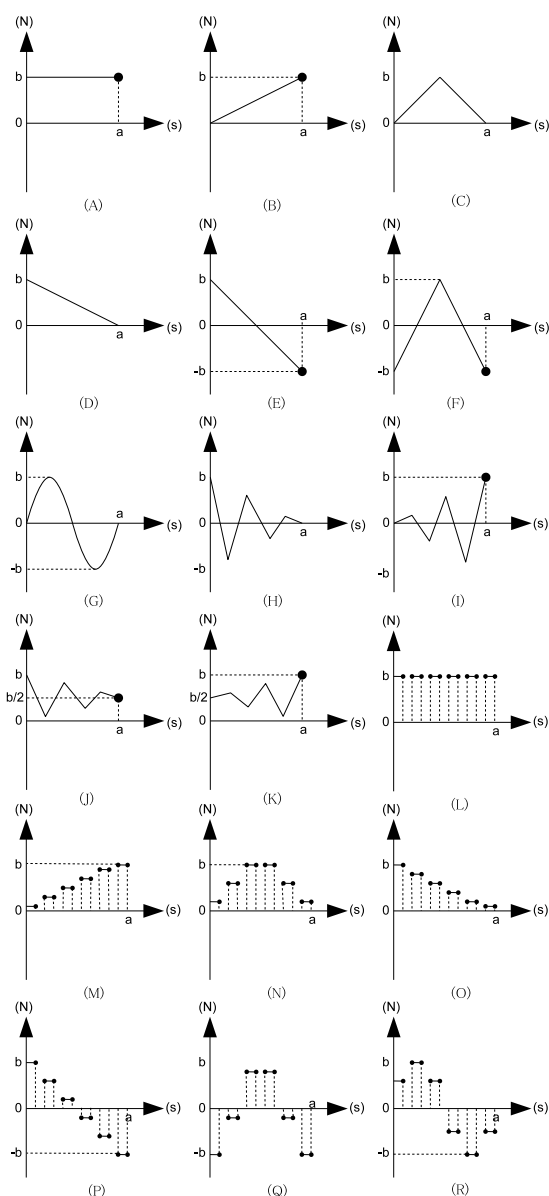 (N) (N) (N)
b b b
0 (s) 0 (s) 0 (s)
a a a
(A) (B) (C)
(N) (N) (N)
b b a b a
0 (s) 0 (s) 0 (s)
a -b -b
(D) (E) (F)
(N) (N) (N)
b a b b
0 (s) 0 (s) 0 (s)
-b a -b a
(G) (H) (I)
(N) (N) (N)
b b b
b/2 b/2
0 (s) 0 (s) 0 (s)
a a a
(J) (K) (L)
(N) (N) (N)
b b b
0 (s) 0 (s) 0 (s)
a a a
(M) (N) (O)
(N) (N) (N)
b b b
0 (s) 0 a (s) 0 (s)
a a
-b -b -b
(P) (Q) (R)